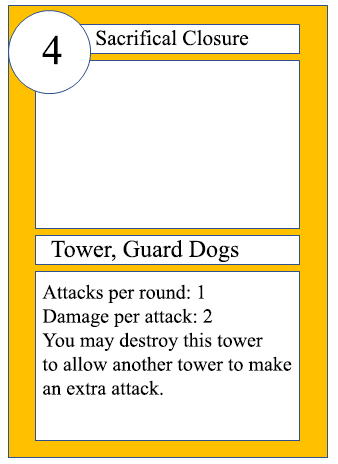 4
Sacrifical Closure
Tower, Guard Dogs
Attacks per round: 1
Damage per attack: 2
You may destroy this tower
to allow another tower to make
an extra attack.